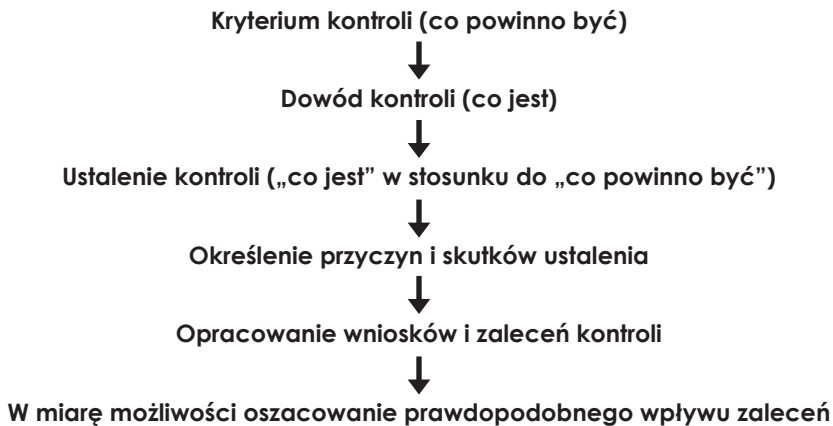 Kryterium kontroli (co powinno być)
Dowód kontroli (co jest)
Ustalenie kontroli („co jest” w stosunku do „co powinno być”)
Określenie przyczyn i skutków ustalenia
Opracowanie wniosków i zaleceń kontroli
W miarę możliwości oszacowanie prawdopodobnego wpływu zaleceń